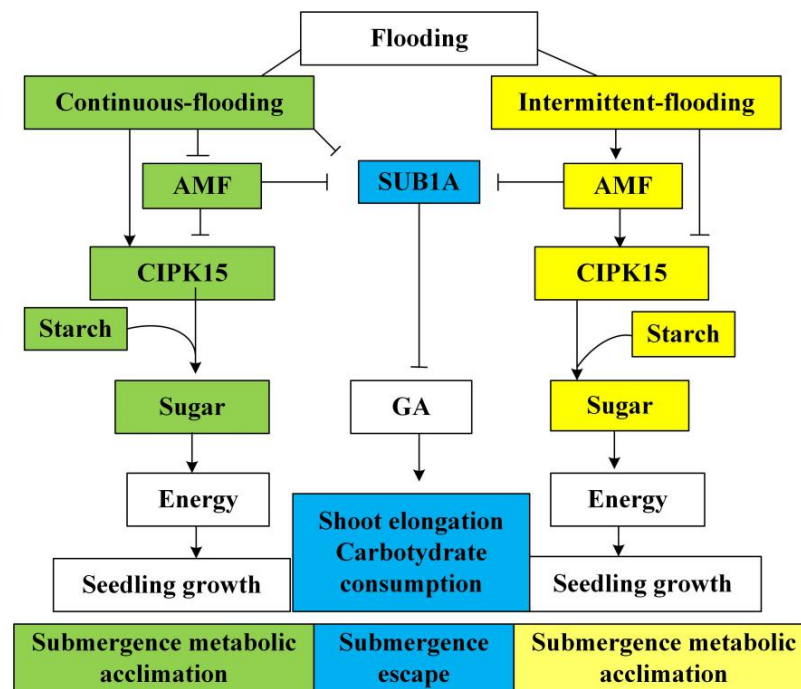 Flooding
Continuous-flooding
Intermittent-flooding
AMF
SUB1A
AMF
CIPK15
CIPK15
Starch
Starch
Sugar
GA
Sugar
Energy
Shoot elongation
Carbotydrate
consumption
Energy
Seedling growth
Seedling growth
Submergence metabolic
acclimation
Submergence
escape
Submergence metabolic
acclimation